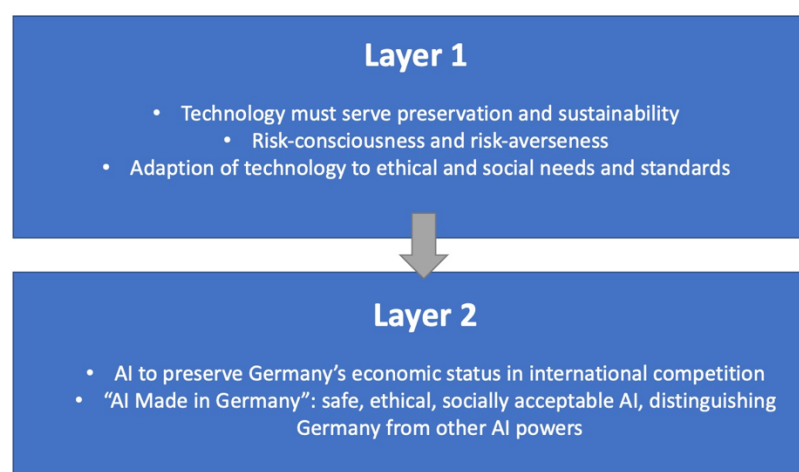 Layer 1
• Technology must serve preservation and sustainability
• Risk-consciousness and risk-averseness
• Adaption of technology to ethical and social needs and standards
Layer 2
• AI to preserve Germany’s economic status in international competition
• “AI Made in Germany”: safe, ethical, socially acceptable AI, distinguishing
Germany from other AI powers